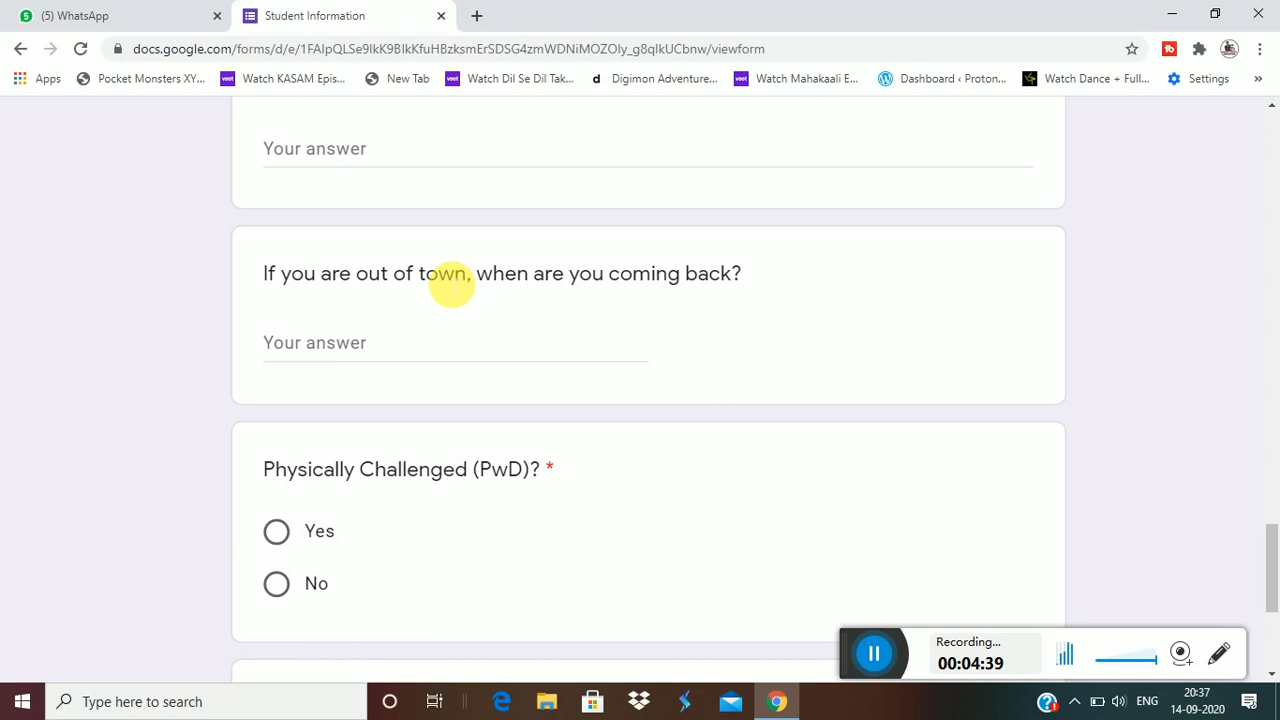 (5) WhatsApp
Student Information
docs.google.com/forms/d/e/1FAIpQLSe9IkK9BIkKfuHBzksmErSDSG4zmWDNiMOZOIy_g8qIkUCbnw/viewform
Apps Pocket Monsters XY... Watch KASAM Epis... New Tab Watch Dil Se Dil Tak... Digimon Adventure... Watch Mahakaali E... Dashboard ‹ Proton... Watch Dance + Full... Settings »
Your answer
If you are out of town, when are you coming back?
Your answer
Physically Challenged (PwD)? *
Yes
No
Recording...
00:04:39
Type here to search
ENG
20:37
14-09-2020